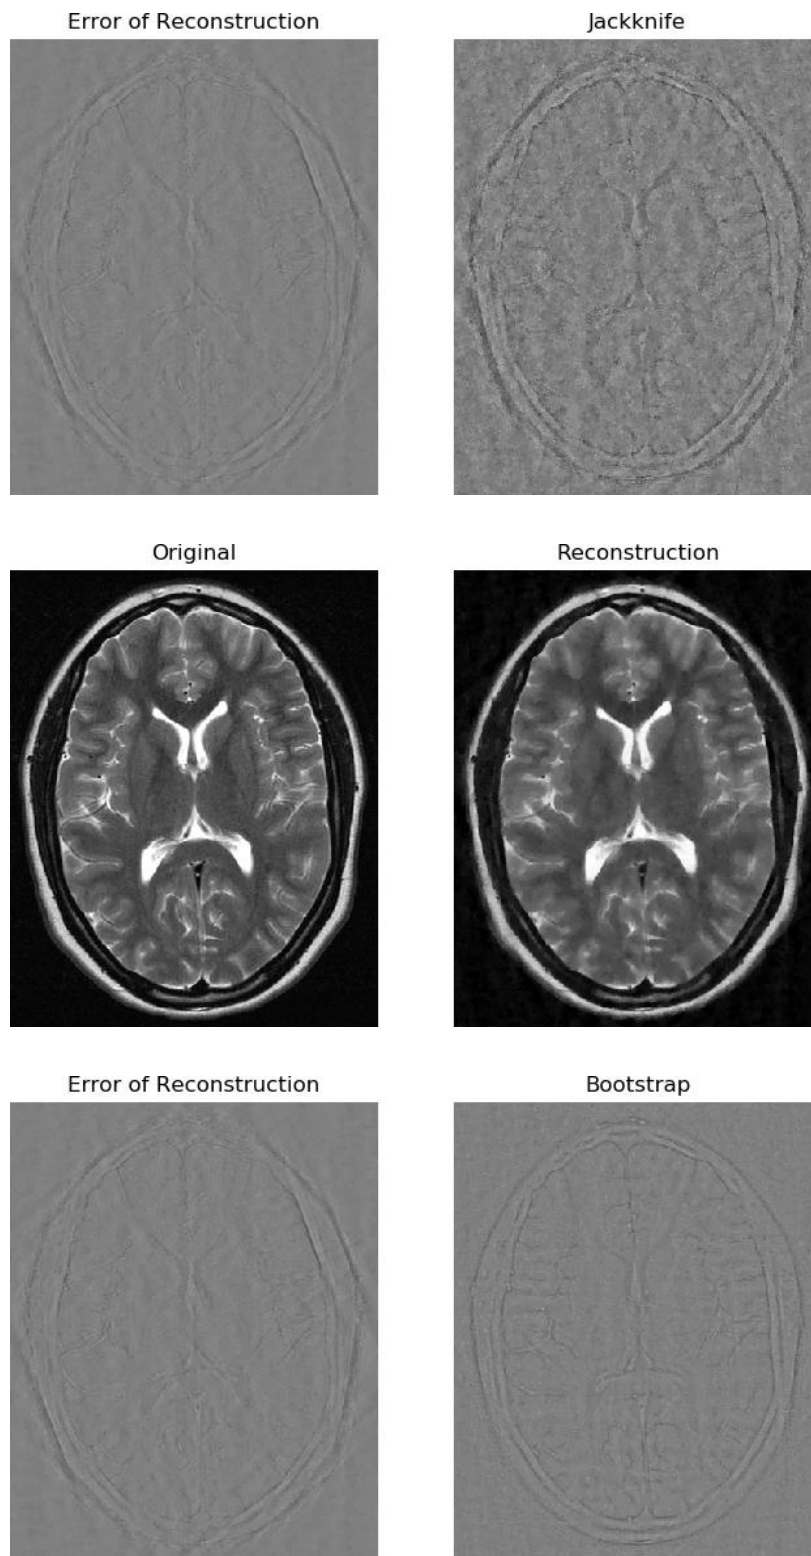 Error of Reconstruction
Jackknife
Original
Reconstruction
Error of Reconstruction
Bootstrap